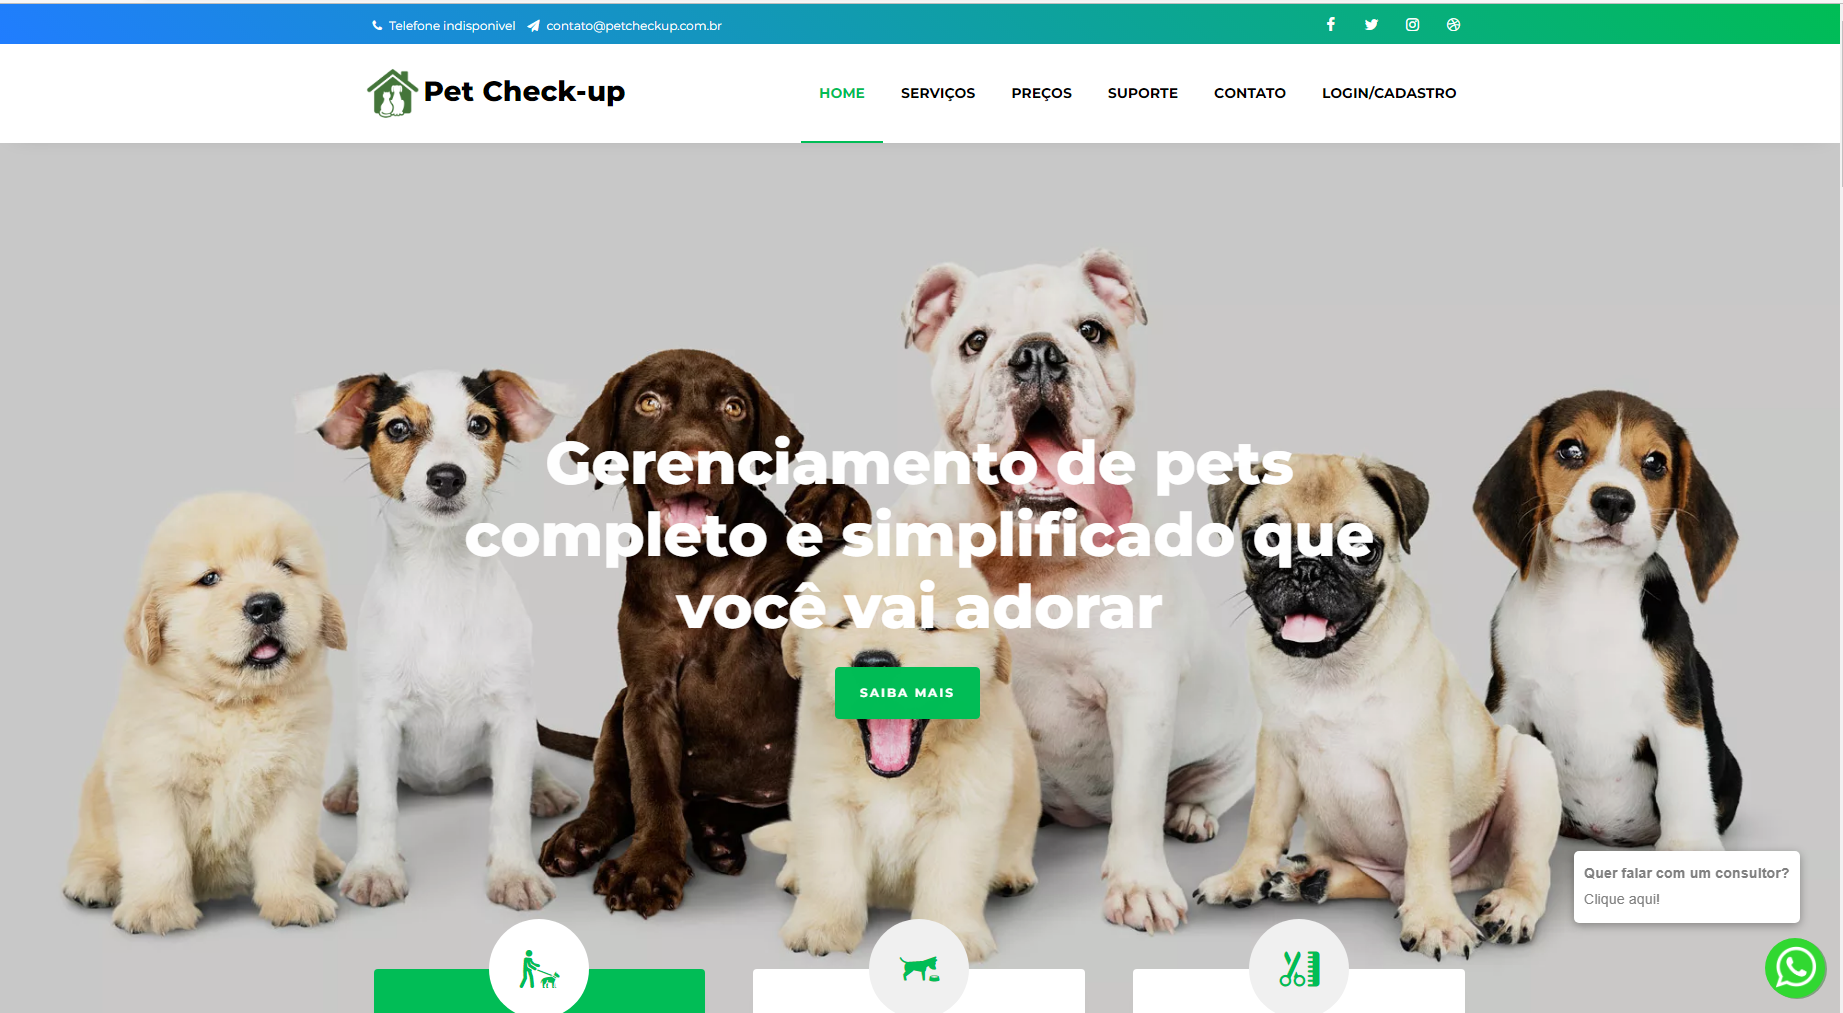 Telefone indisponivel contato@petcheckup.com.br
Pet Check-up
HOME SERVIÇOS PREÇOS SUPORTE CONTATO LOGIN/CADASTRO
Gerenciamento de pets
completo e simplificado que
você vai adorar
SAIBA MAIS
Quer falar com um consultor?
Clique aqui!